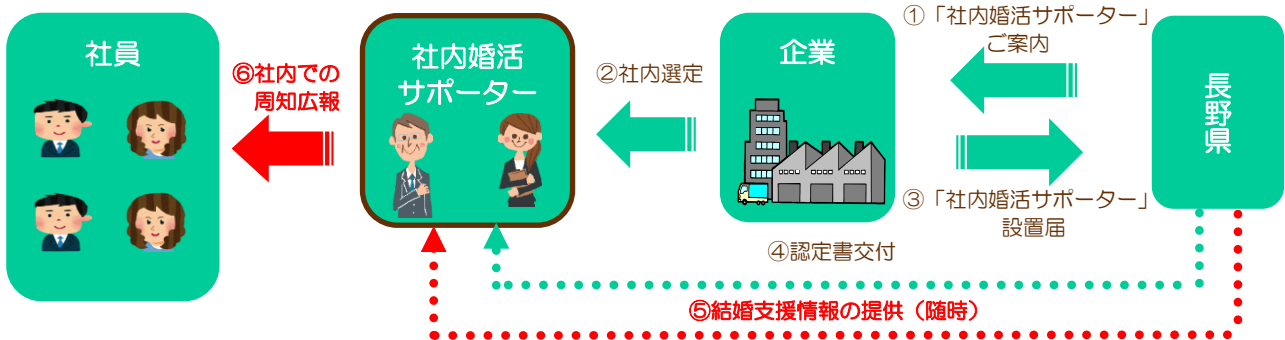 社員
⑥社内での
周知広報
社内婚活
サポーター
②社内選定
企業
①「社内婚活サポーター」
ご案内
長野県
③「社内婚活サポーター」
設置届
④認定書交付
⑤結婚支援情報の提供（随時）